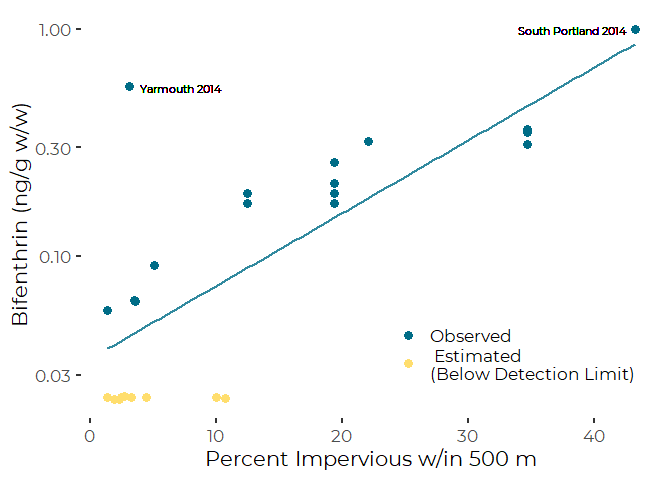 1.00
South Portland 2014
Yarmouth 2014
0.30
Bifenthrin (ng/g w/w)
0.10
Observed
Estimated
(Below Detection Limit)
0.03
0 10 20 30 40
Percent Impervious w/in 500 m